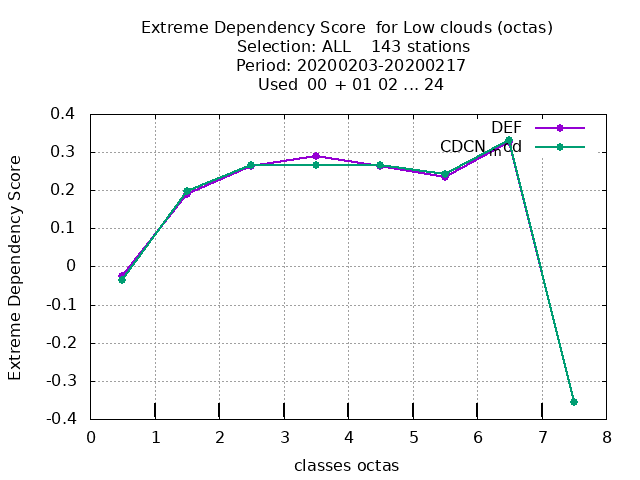 Extreme Dependency Score  for Low clouds (octas)
Selection: ALL    143 stations
Period: 20200203-20200217
Used  00  + 01 02 ... 24
DEF
CDCN_mcd
Extreme Dependency Score
0.4
0.3
0.2
0.1
0
-0.1
-0.2
-0.3
-0.4
0 1 2 3 4 5 6 7 8
classes octas